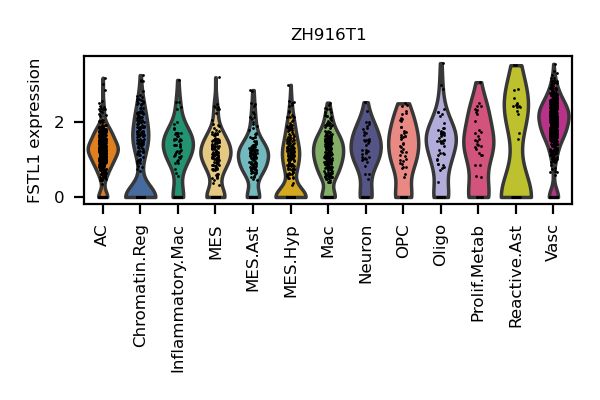 ZH916T1
FSTL1 expression
2
0
AC
Chromatin.Reg
Inflammatory.Mac
MES
MES.Ast
MES.Hyp
Mac
Neuron
OPC
Oligo
Prolif.Metab
Reactive.Ast
Vasc